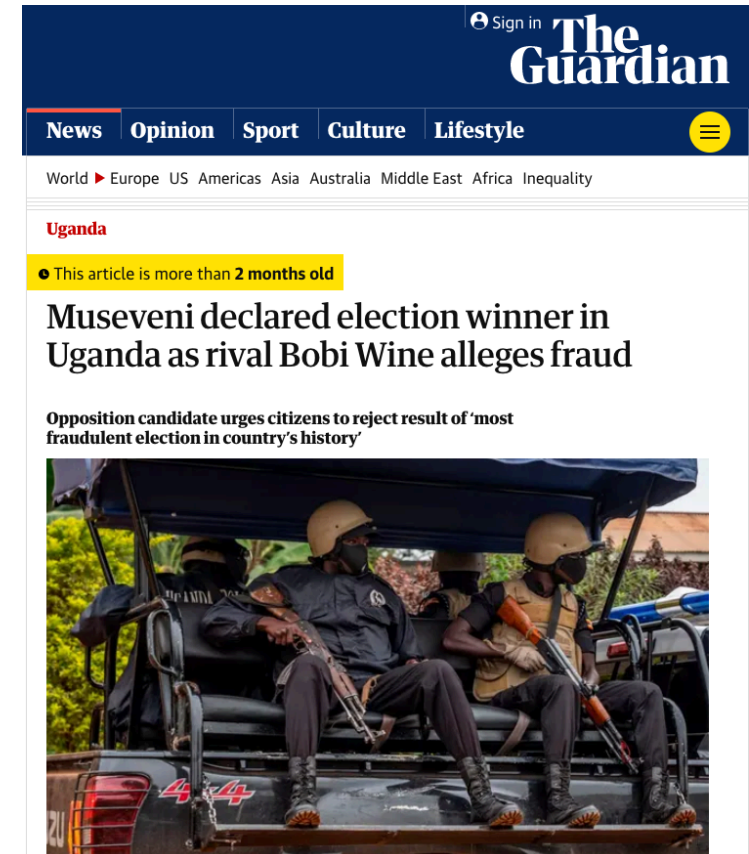 Sign in
The
Guardian
News Opinion Sport Culture Lifestyle
World Europe US Americas Asia Australia Middle East Africa Inequality
Uganda
This article is more than 2 months old
Museveni declared election winner in
Uganda as rival Bobi Wine alleges fraud
Opposition candidate urges citizens to reject result of ‘most
fraudulent election in country’s history’
UGANDA
4x4
ZU